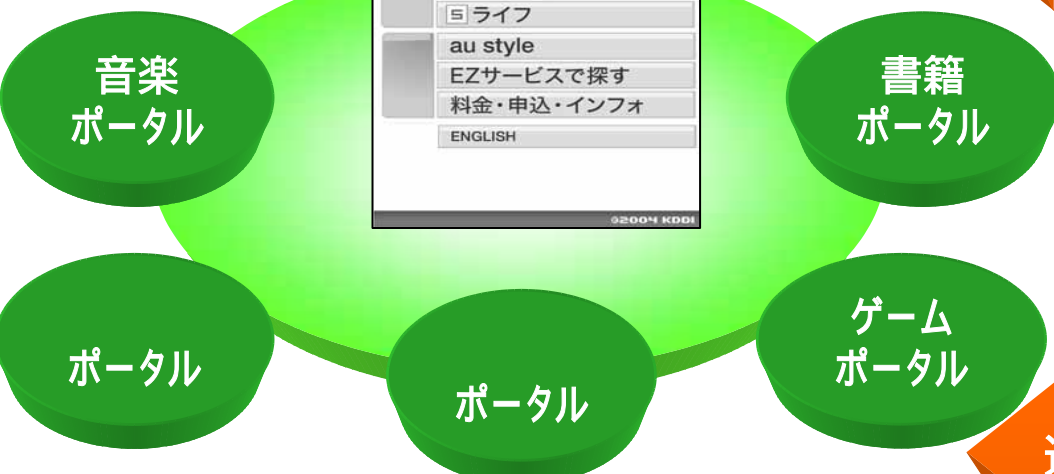 5 ライフ
au style
EZサービスで探す
料金・申込・インフォ
ENGLISH
©2004 KDDI
音楽
ポータル
書籍
ポータル
ポータル
ポータル
ゲーム
ポータル